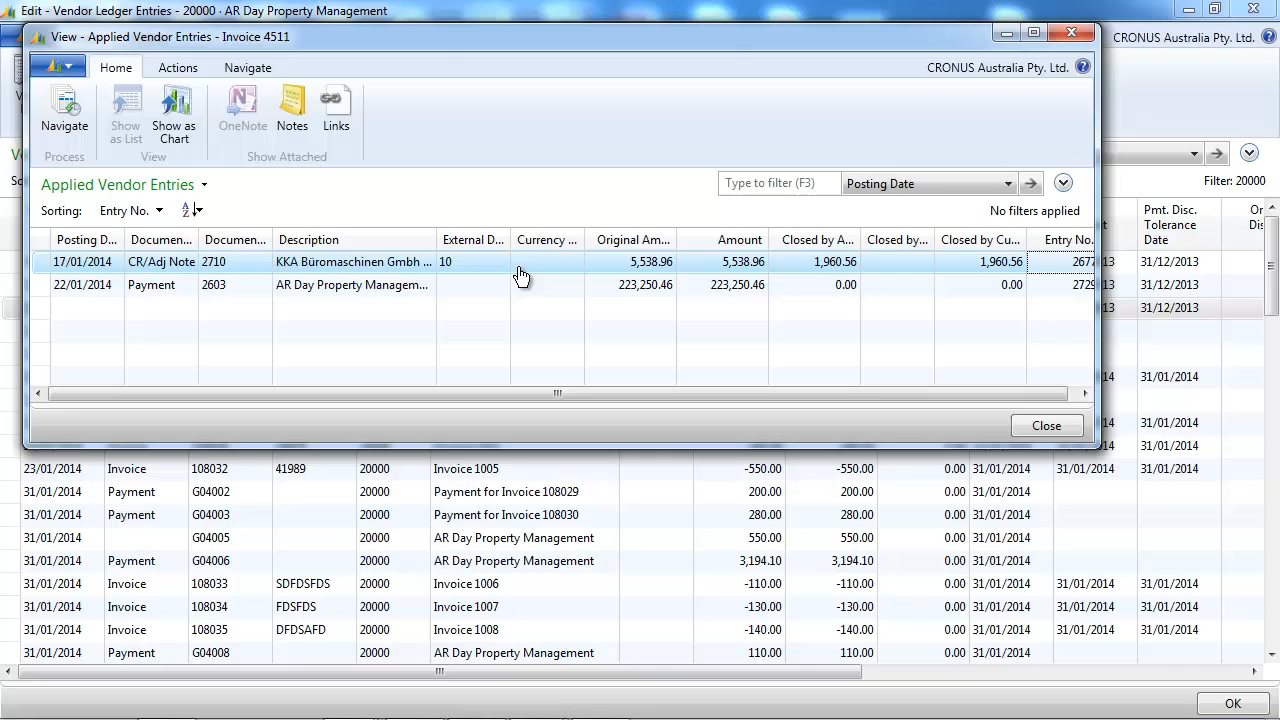 Edit - Vendor Ledger Entries - 20000 · AR Day Property Management
View - Applied Vendor Entries - Invoice 4511
CRONUS Australia Pty. Ltd.
Home Actions Navigate CRONUS Australia Pty. Ltd.
Navigate Show as List Show as Chart OneNote Notes Links
Process View Show Attached
Applied Vendor Entries Type to filter (F3) Posting Date
Filter: 20000
Sorting: Entry No. No filters applied
Posting D... Documen... Documen... Description External D... Currency ... Original Am... Amount Closed by A... Closed by... Closed by Cu... Entry No. Pmt. Disc. Tolerance Date
17/01/2014 CR/Adj Note 2710 KKA Büromaschinen Gmbh ... 10 5,538.96 5,538.96 1,960.56 1,960.56 2677 13 31/12/2013
22/01/2014 Payment 2603 AR Day Property Managem... 223,250.46 223,250.46 0.00 0.00 2729 13 31/12/2013
13 31/12/2013
14 31/01/2014
14 31/01/2014
14 31/01/2014
Close
23/01/2014 Invoice 108032 41989 20000 Invoice 1005 -550.00 -550.00 0.00 31/01/2014 31/01/2014 31/01/2014
31/01/2014 Payment G04002 20000 Payment for Invoice 108029 200.00 200.00 0.00 31/01/2014
31/01/2014 Payment G04003 20000 Payment for Invoice 108030 280.00 280.00 0.00 31/01/2014
31/01/2014 G04005 20000 AR Day Property Management 550.00 550.00 0.00 31/01/2014
31/01/2014 Payment G04006 20000 AR Day Property Management 3,194.10 3,194.10 0.00 31/01/2014
31/01/2014 Invoice 108033 SDFDSFDS 20000 Invoice 1006 -110.00 -110.00 0.00 31/01/2014 31/01/2014 31/01/2014
31/01/2014 Invoice 108034 FDSFDS 20000 Invoice 1007 -130.00 -130.00 0.00 31/01/2014 31/01/2014 31/01/2014
31/01/2014 Invoice 108035 DFDSAFD 20000 Invoice 1008 -140.00 -140.00 0.00 31/01/2014 31/01/2014 31/01/2014
31/01/2014 Payment G04008 20000 AR Day Property Management 110.00 110.00 0.00 31/01/2014
OK